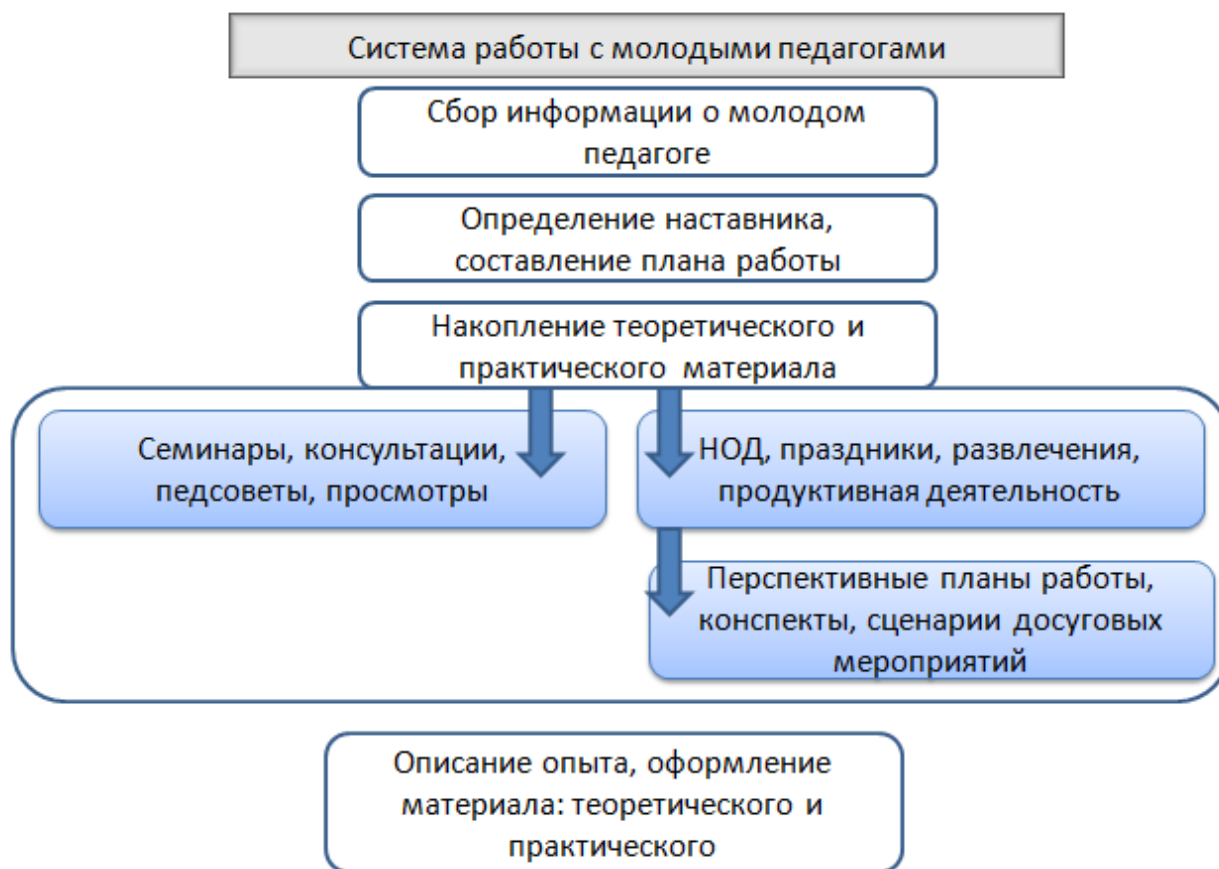 Система работы с молодыми педагогами
Сбор информации о молодом
педагоге
Определение наставника,
составление плана работы
Накопление теоретического и
практического материала
Семинары, консультации,
педсоветы, просмотры
НОД, праздники, развлечения,
продуктивная деятельность
Перспективные планы работы,
конспекты, сценарии досуговых
мероприятий
Описание опыта, оформление
материала: теоретического и
практического